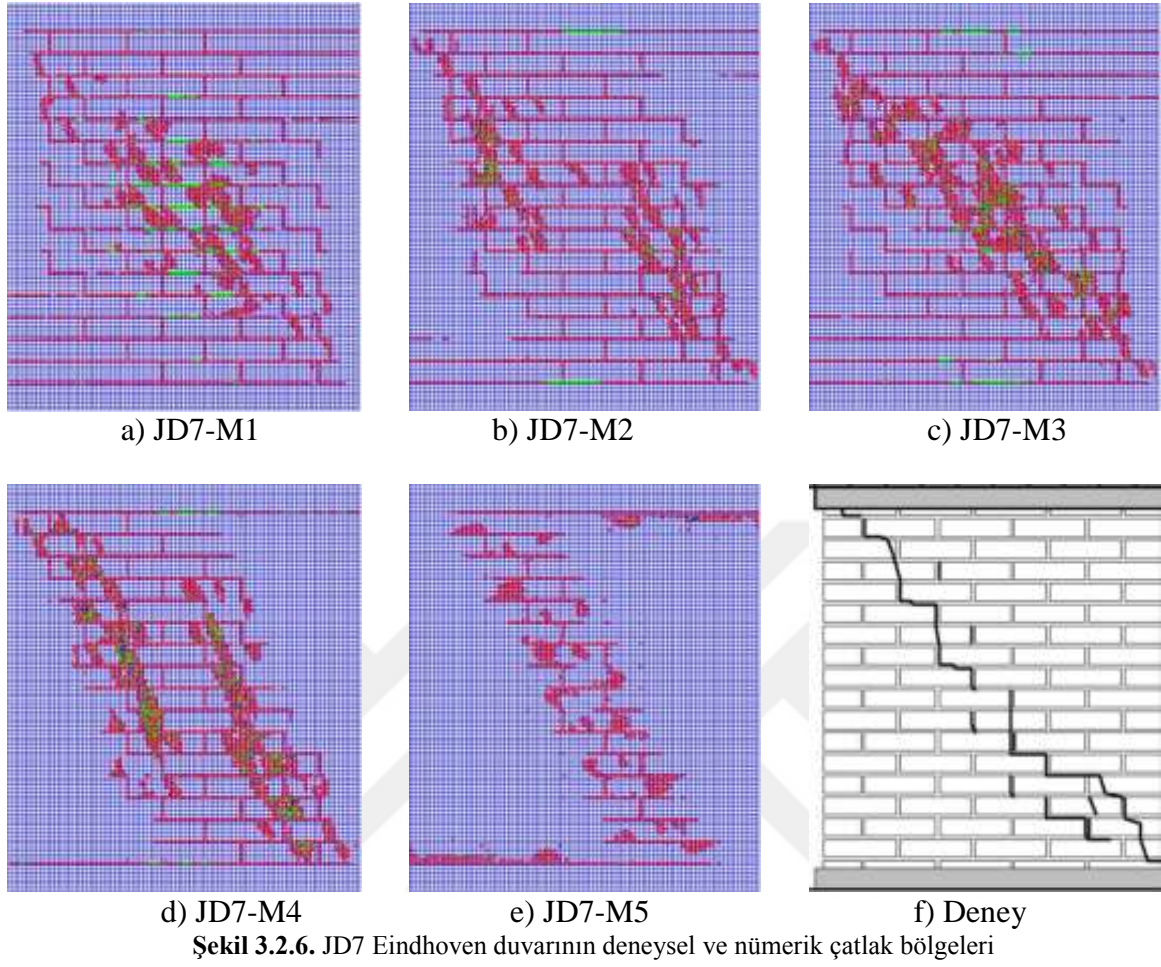 a) JD7-M1
b) JD7-M2
c) JD7-M3
d) JD7-M4
e) JD7-M5
f) Deney
Şekil 3.2.6. JD7 Eindhoven duvarının deneysel ve nümerik çatlak bölgeleri